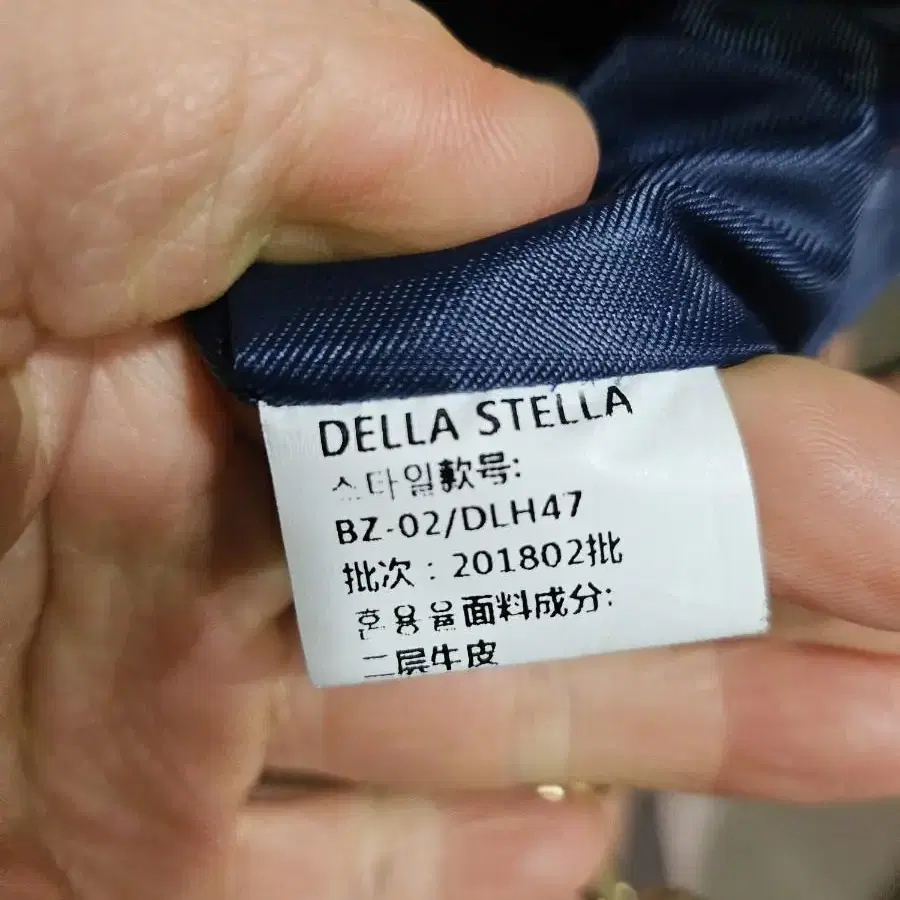 DELLA STELLA
스타일款号:
BZ-02/DLH47
批次：201802批
혼용율面料成分:
二层牛皮